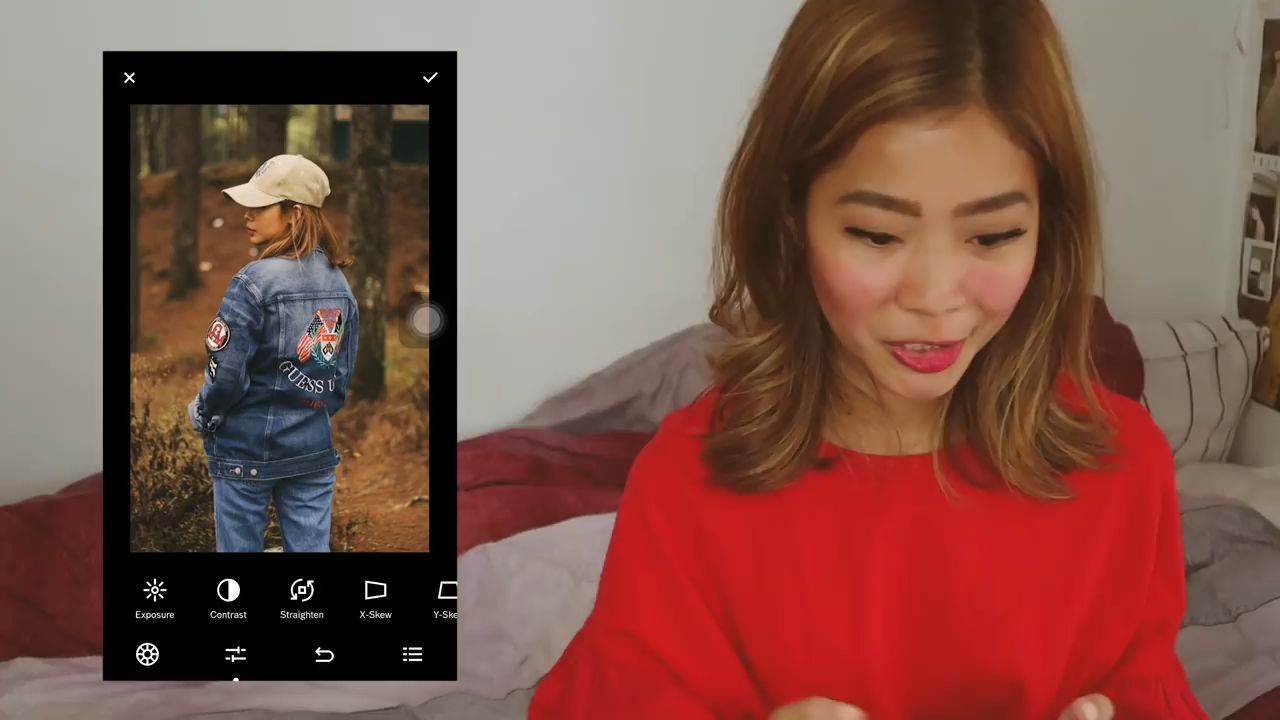 GUESS U
Exposure
Contrast
Straighten
X-Skew
Y-Ske